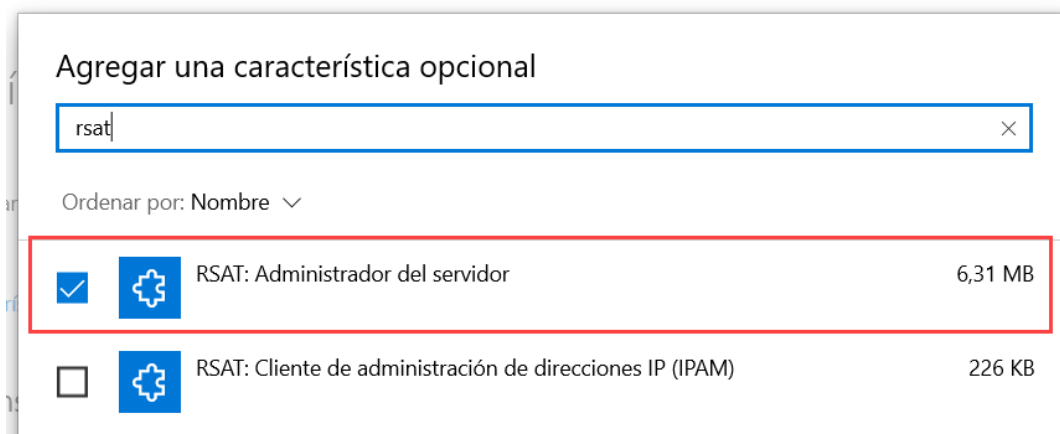 Agregar una característica opcional
rsat
Ordenar por: Nombre
RSAT: Administrador del servidor 6,31 MB
RSAT: Cliente de administración de direcciones IP (IPAM) 226 KB